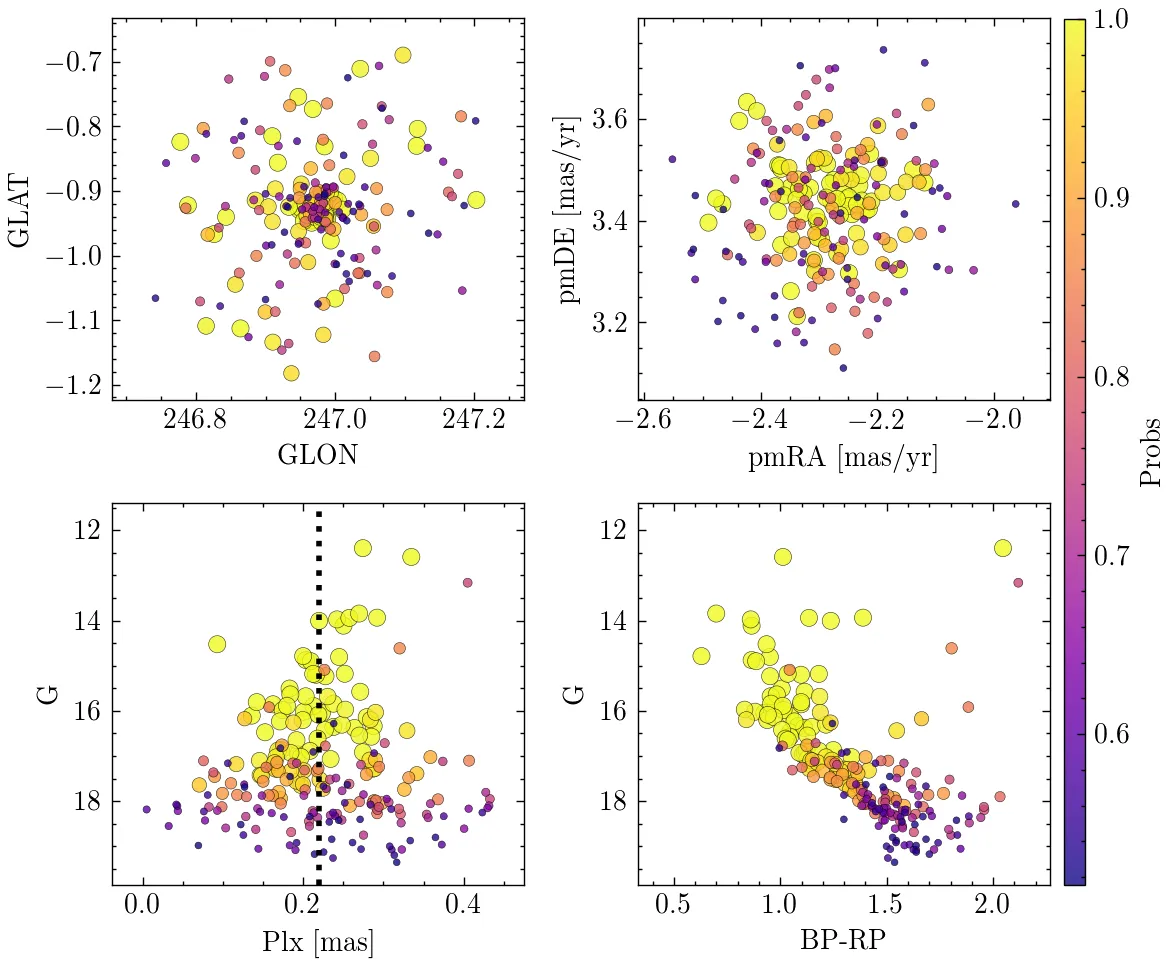 −0.7
−0.8
−0.9
−1.0
−1.1
−1.2
GLAT
246.8 247.0 247.2
GLON
3.6
3.4
3.2
pmDE [mas/yr]
−2.6 −2.4 −2.2 −2.0
pmRA [mas/yr]
12
14
16
18
G
0.0 0.2 0.4
Plx [mas]
12
14
16
18
G
0.5 1.0 1.5 2.0
BP-RP
1.0
0.9
0.8
0.7
0.6
Probs